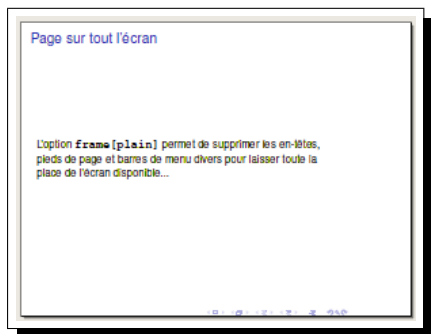 Page sur tout l'écran
L'option frame[plain] permet de supprimer les en-têtes,
pieds de page et barres de menu divers pour laisser toute la
place de l'écran disponible...